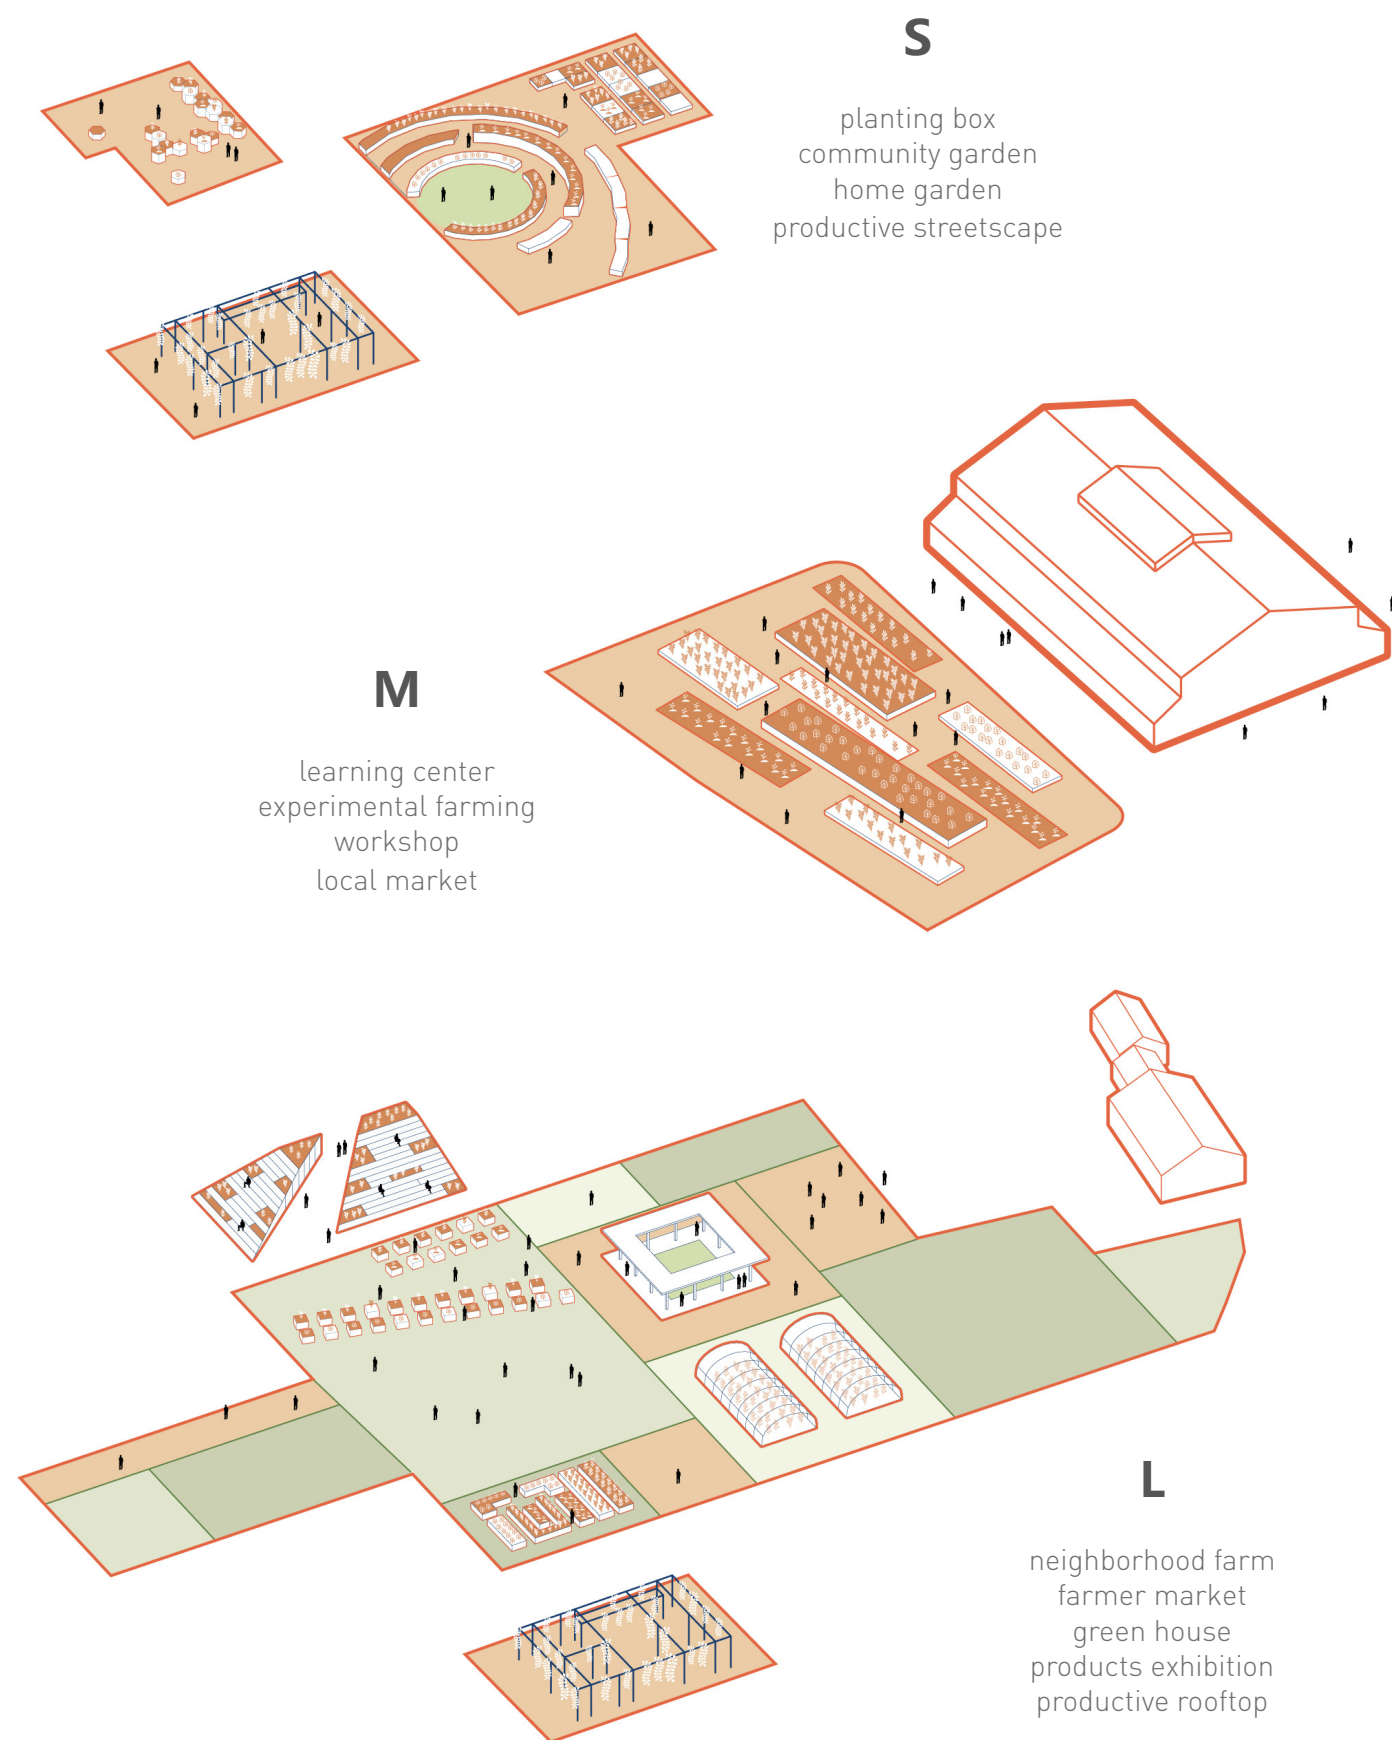 S
planting box
community garden
home garden
productive streetscape
M
learning center
experimental farming
workshop
local market
L
neighborhood farm
farmer market
green house
products exhibition
productive rooftop